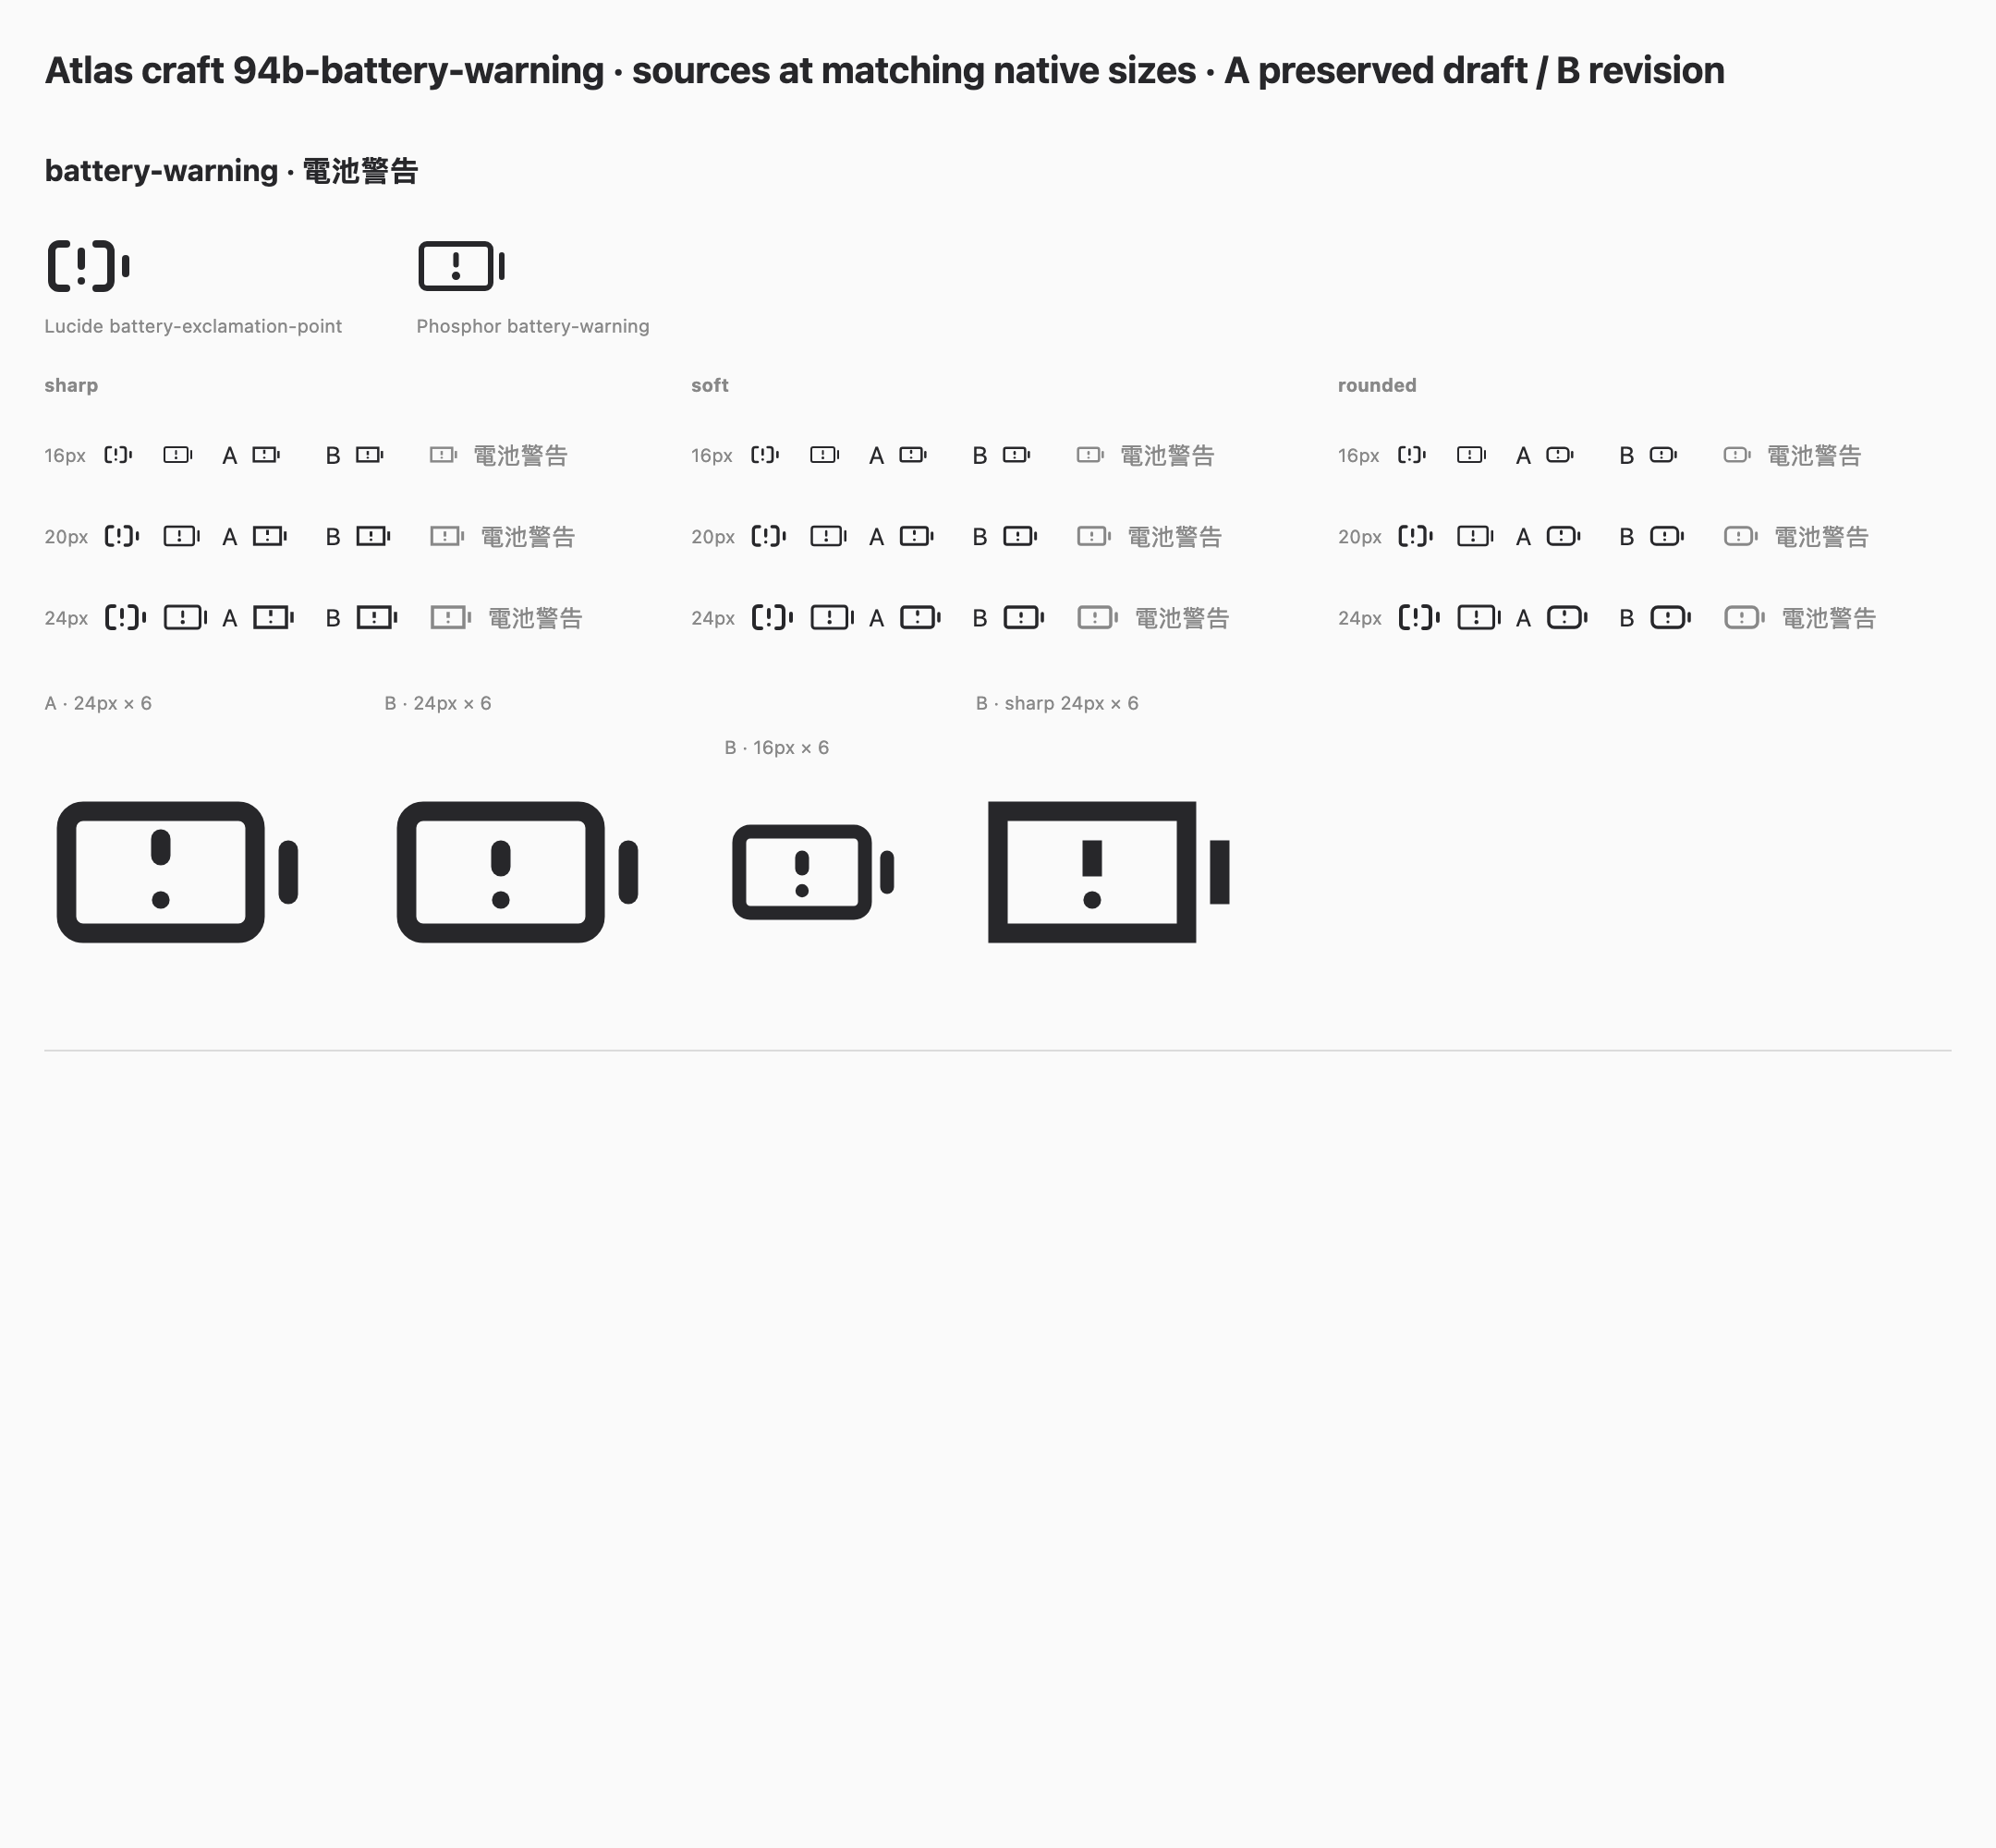 Atlas craft 94b-battery-warning · sources at matching native sizes · A preserved draft / B revision
battery-warning · 電池警告
Lucide battery-exclamation-point
Phosphor battery-warning
sharp
soft
rounded
16px A B 電池警告
16px A B 電池警告
16px A B 電池警告
20px A B 電池警告
20px A B 電池警告
20px A B 電池警告
24px A B 電池警告
24px A B 電池警告
24px A B 電池警告
A · 24px × 6
B · 24px × 6
B · 16px × 6
B · sharp 24px × 6